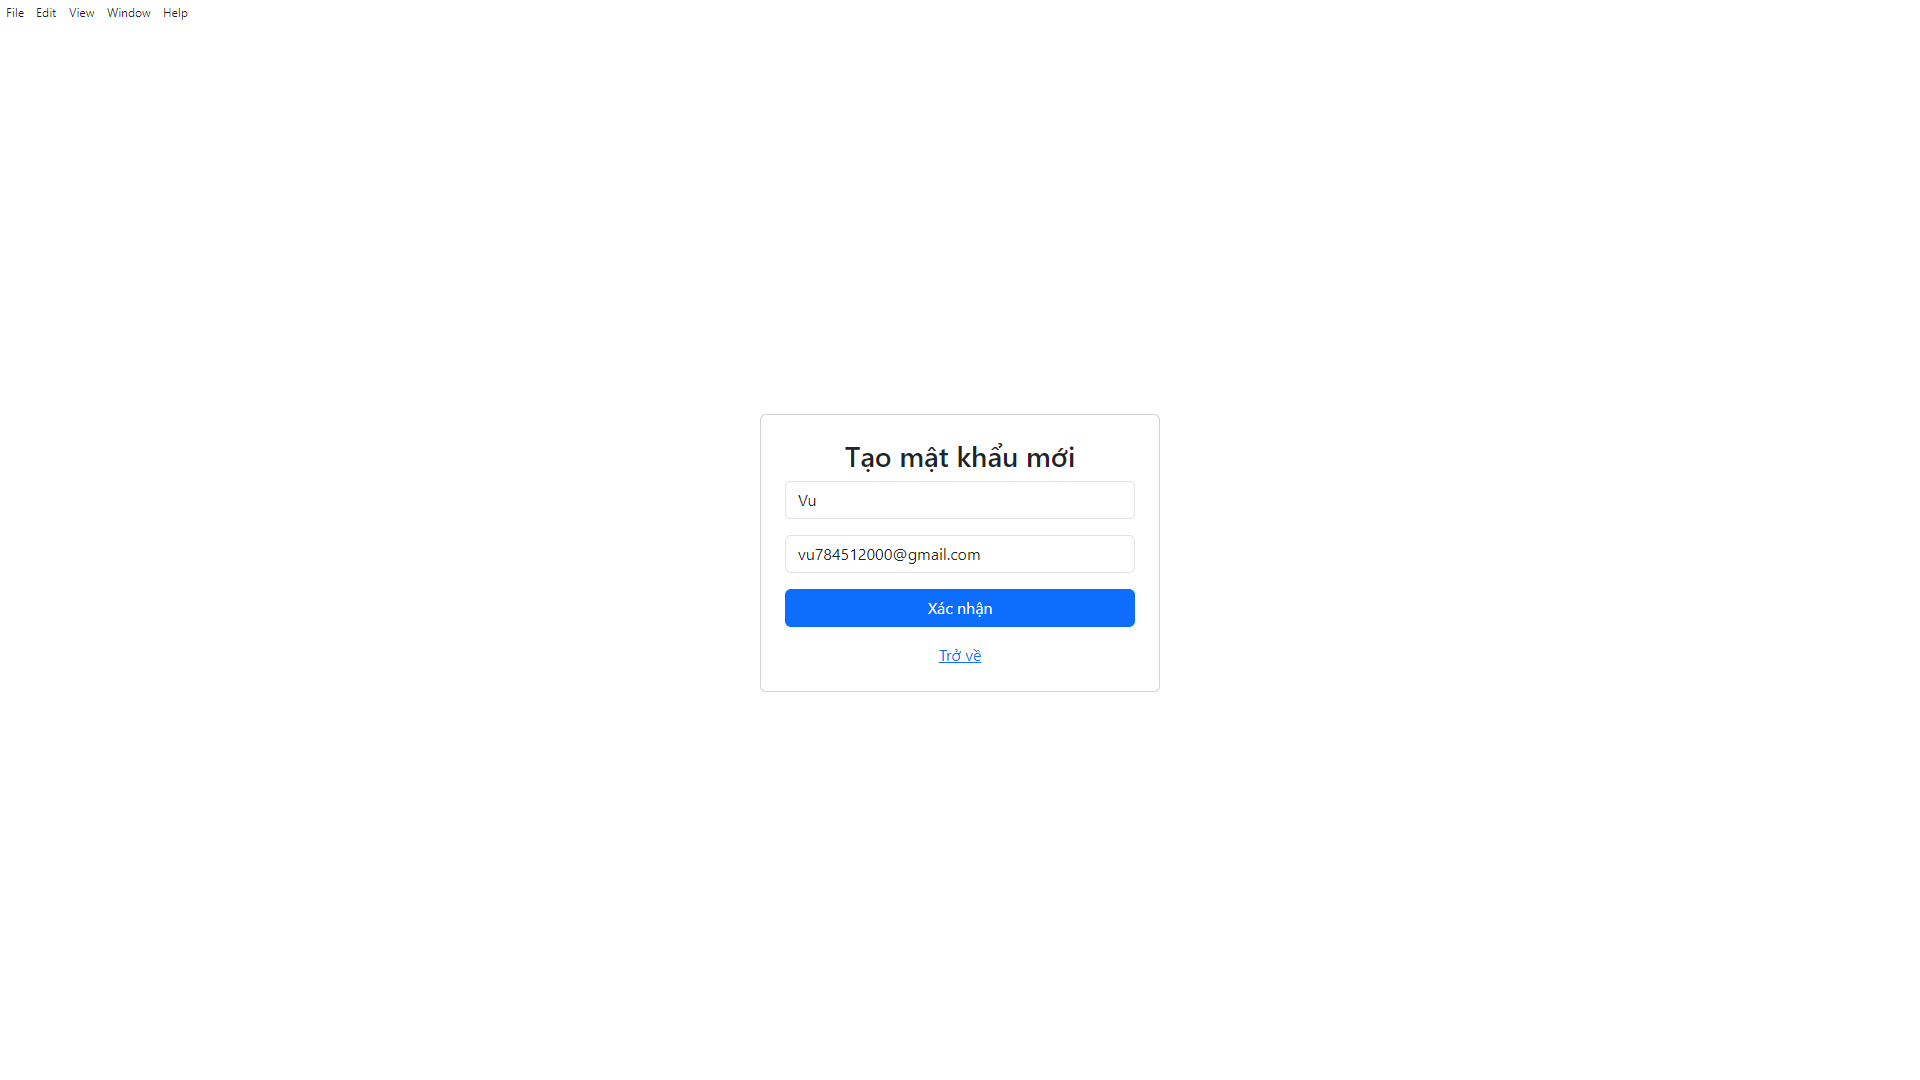 File Edit View Window Help
Tạo mật khẩu mới
Vu
vu784512000@gmail.com
Xác nhận
Trở về